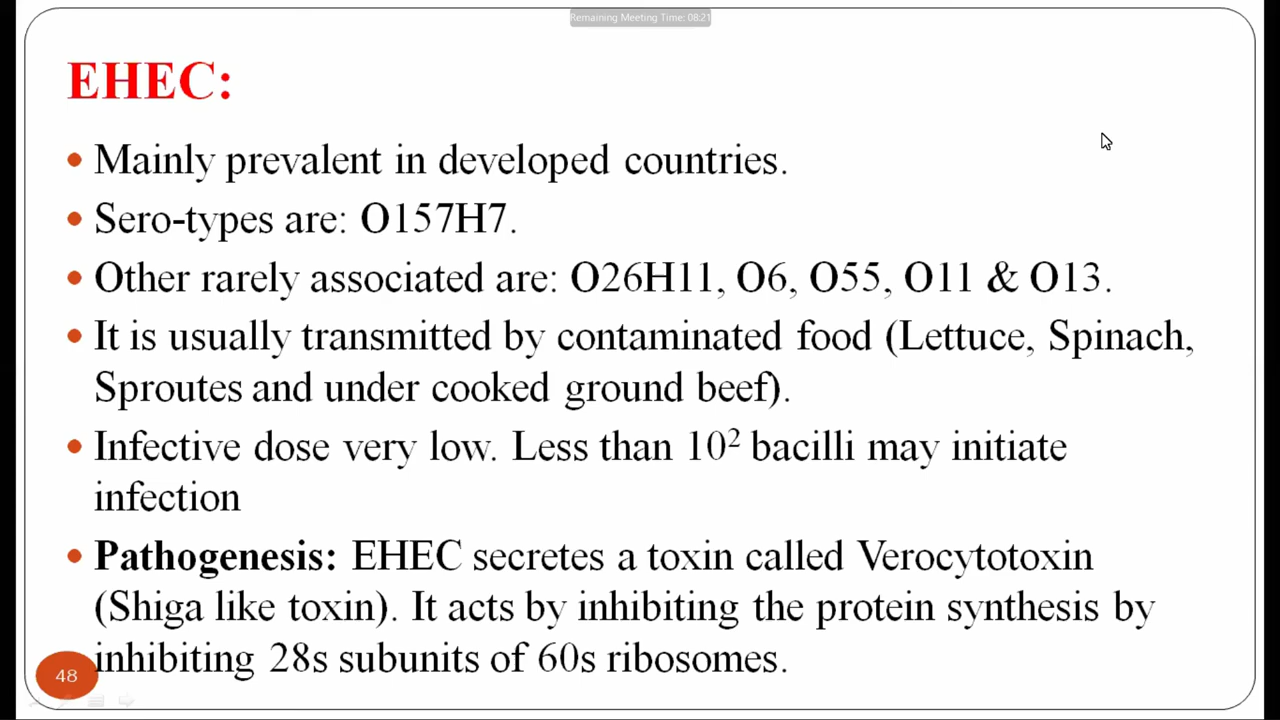 Remaining Meeting Time: 08:21
EHEC:
• Mainly prevalent in developed countries.
• Sero-types are: O157H7.
• Other rarely associated are: O26H11, O6, O55, O11 & O13.
• It is usually transmitted by contaminated food (Lettuce, Spinach,
Sproutes and under cooked ground beef).
• Infective dose very low. Less than 10² bacilli may initiate
infection
• Pathogenesis: EHEC secretes a toxin called Verocytotoxin
(Shiga like toxin). It acts by inhibiting the protein synthesis by
inhibiting 28s subunits of 60s ribosomes.
48